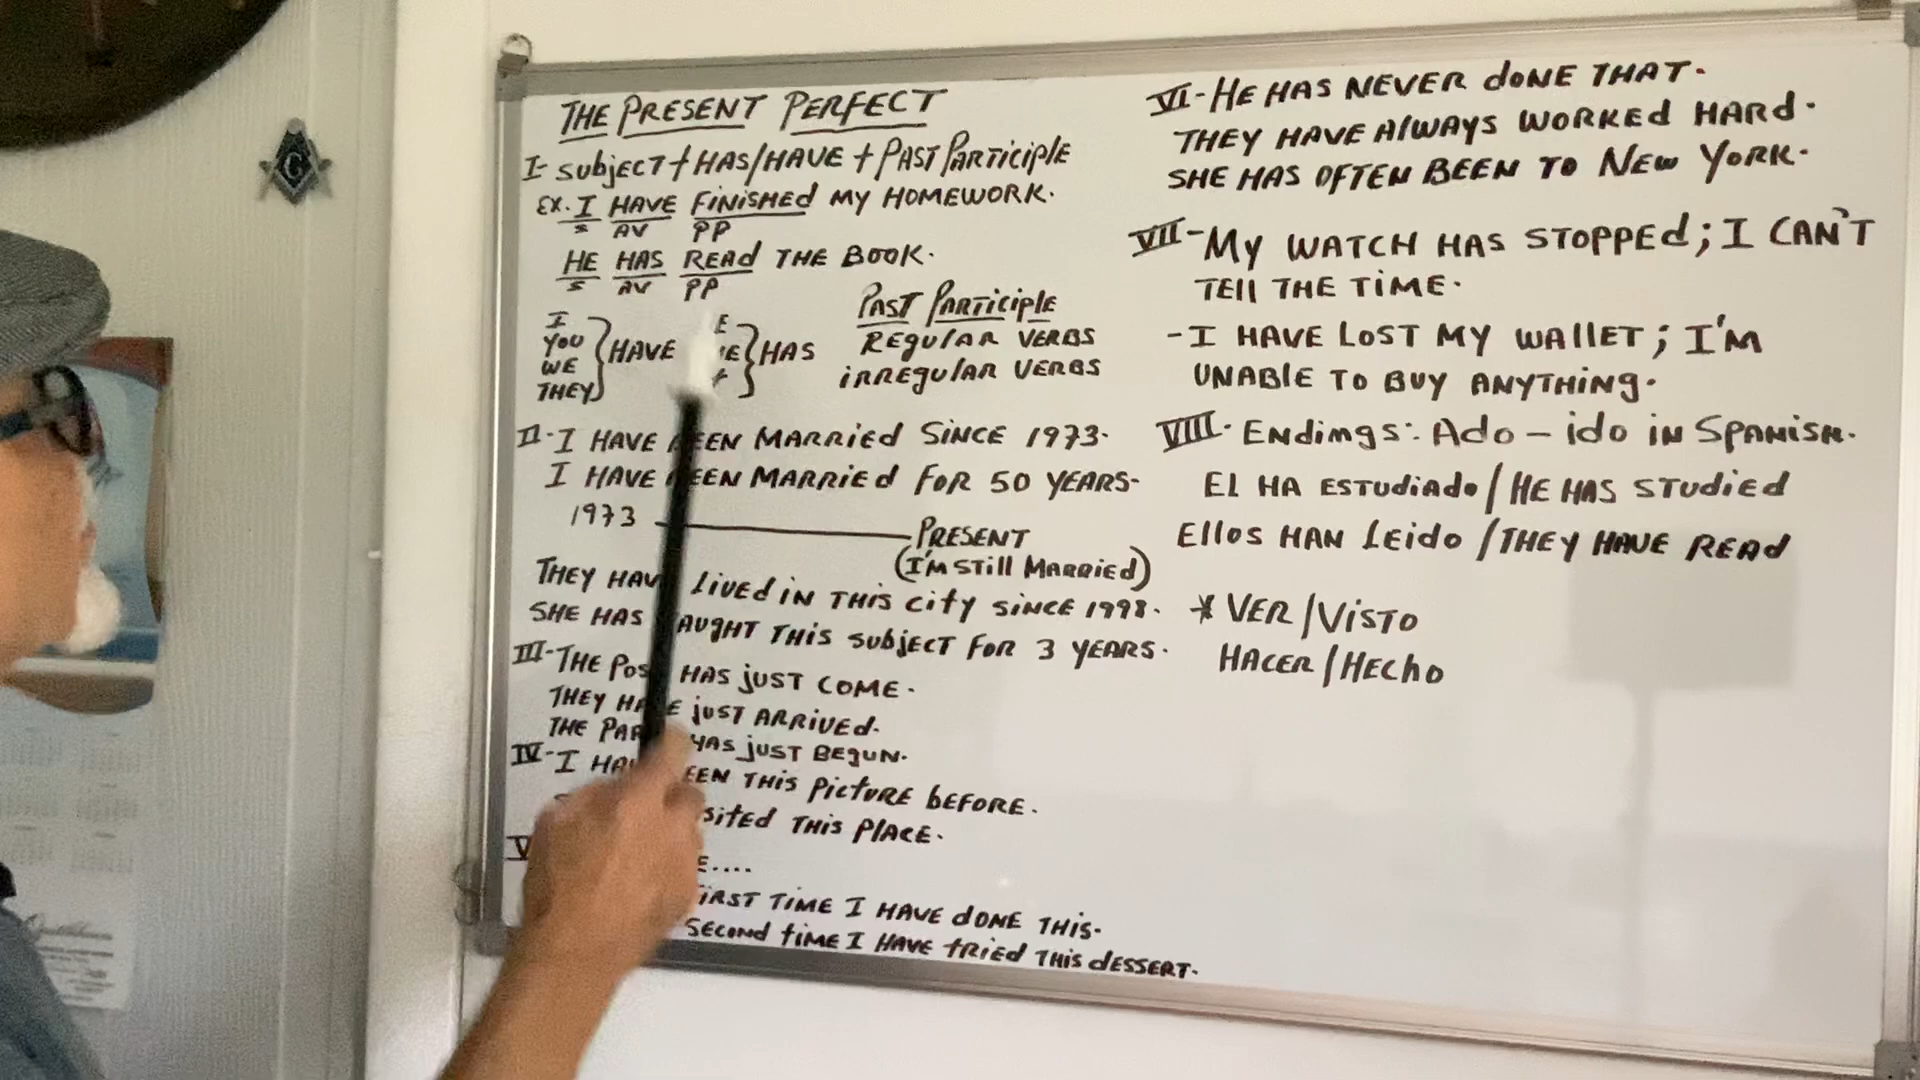 THE PRESENT PERFECT
I- subject + HAS/HAVE + PAST PARTICIPLE
EX. I HAVE FINISHED MY HOMEWORK.
S AV PP
HE HAS READ THE BOOK.
S AV PP
I
YOU
WE
THEY
HAVE
HAS
PAST PARTICIPLE
REGULAR VERBS
IRREGULAR VERBS
II- I HAVE MARRIED SINCE 1973.
I HAVE MARRIED FOR 50 YEARS-
1973 PRESENT
(I'M STILL MARRIED)
THEY LIVED IN THIS CITY SINCE 1998.
SHE HAS THIS SUBJECT FOR 3 YEARS.
III- THE HAS JUST COME.
THEY JUST ARRIVED.
THE HAS JUST BEGUN.
IV- I THIS PICTURE BEFORE.
THIS PLACE.
V
FIRST TIME I HAVE DONE THIS.
SECOND TIME I HAVE TRIED THIS DESSERT.
VI- HE HAS NEVER DONE THAT.
THEY HAVE ALWAYS WORKED HARD.
SHE HAS OFTEN BEEN TO NEW YORK.
VII- MY WATCH HAS STOPPED; I CAN'T
TELL THE TIME.
- I HAVE LOST MY WALLET; I'M
UNABLE TO BUY ANYTHING.
VIII. Endings: Ado - ido IN SPANISH.
EL HA ESTUDIADO / HE HAS STUDIED
Ellos HAN LEIDO / THEY HAVE READ
* VER / VISTO
HACER / HECHO
G